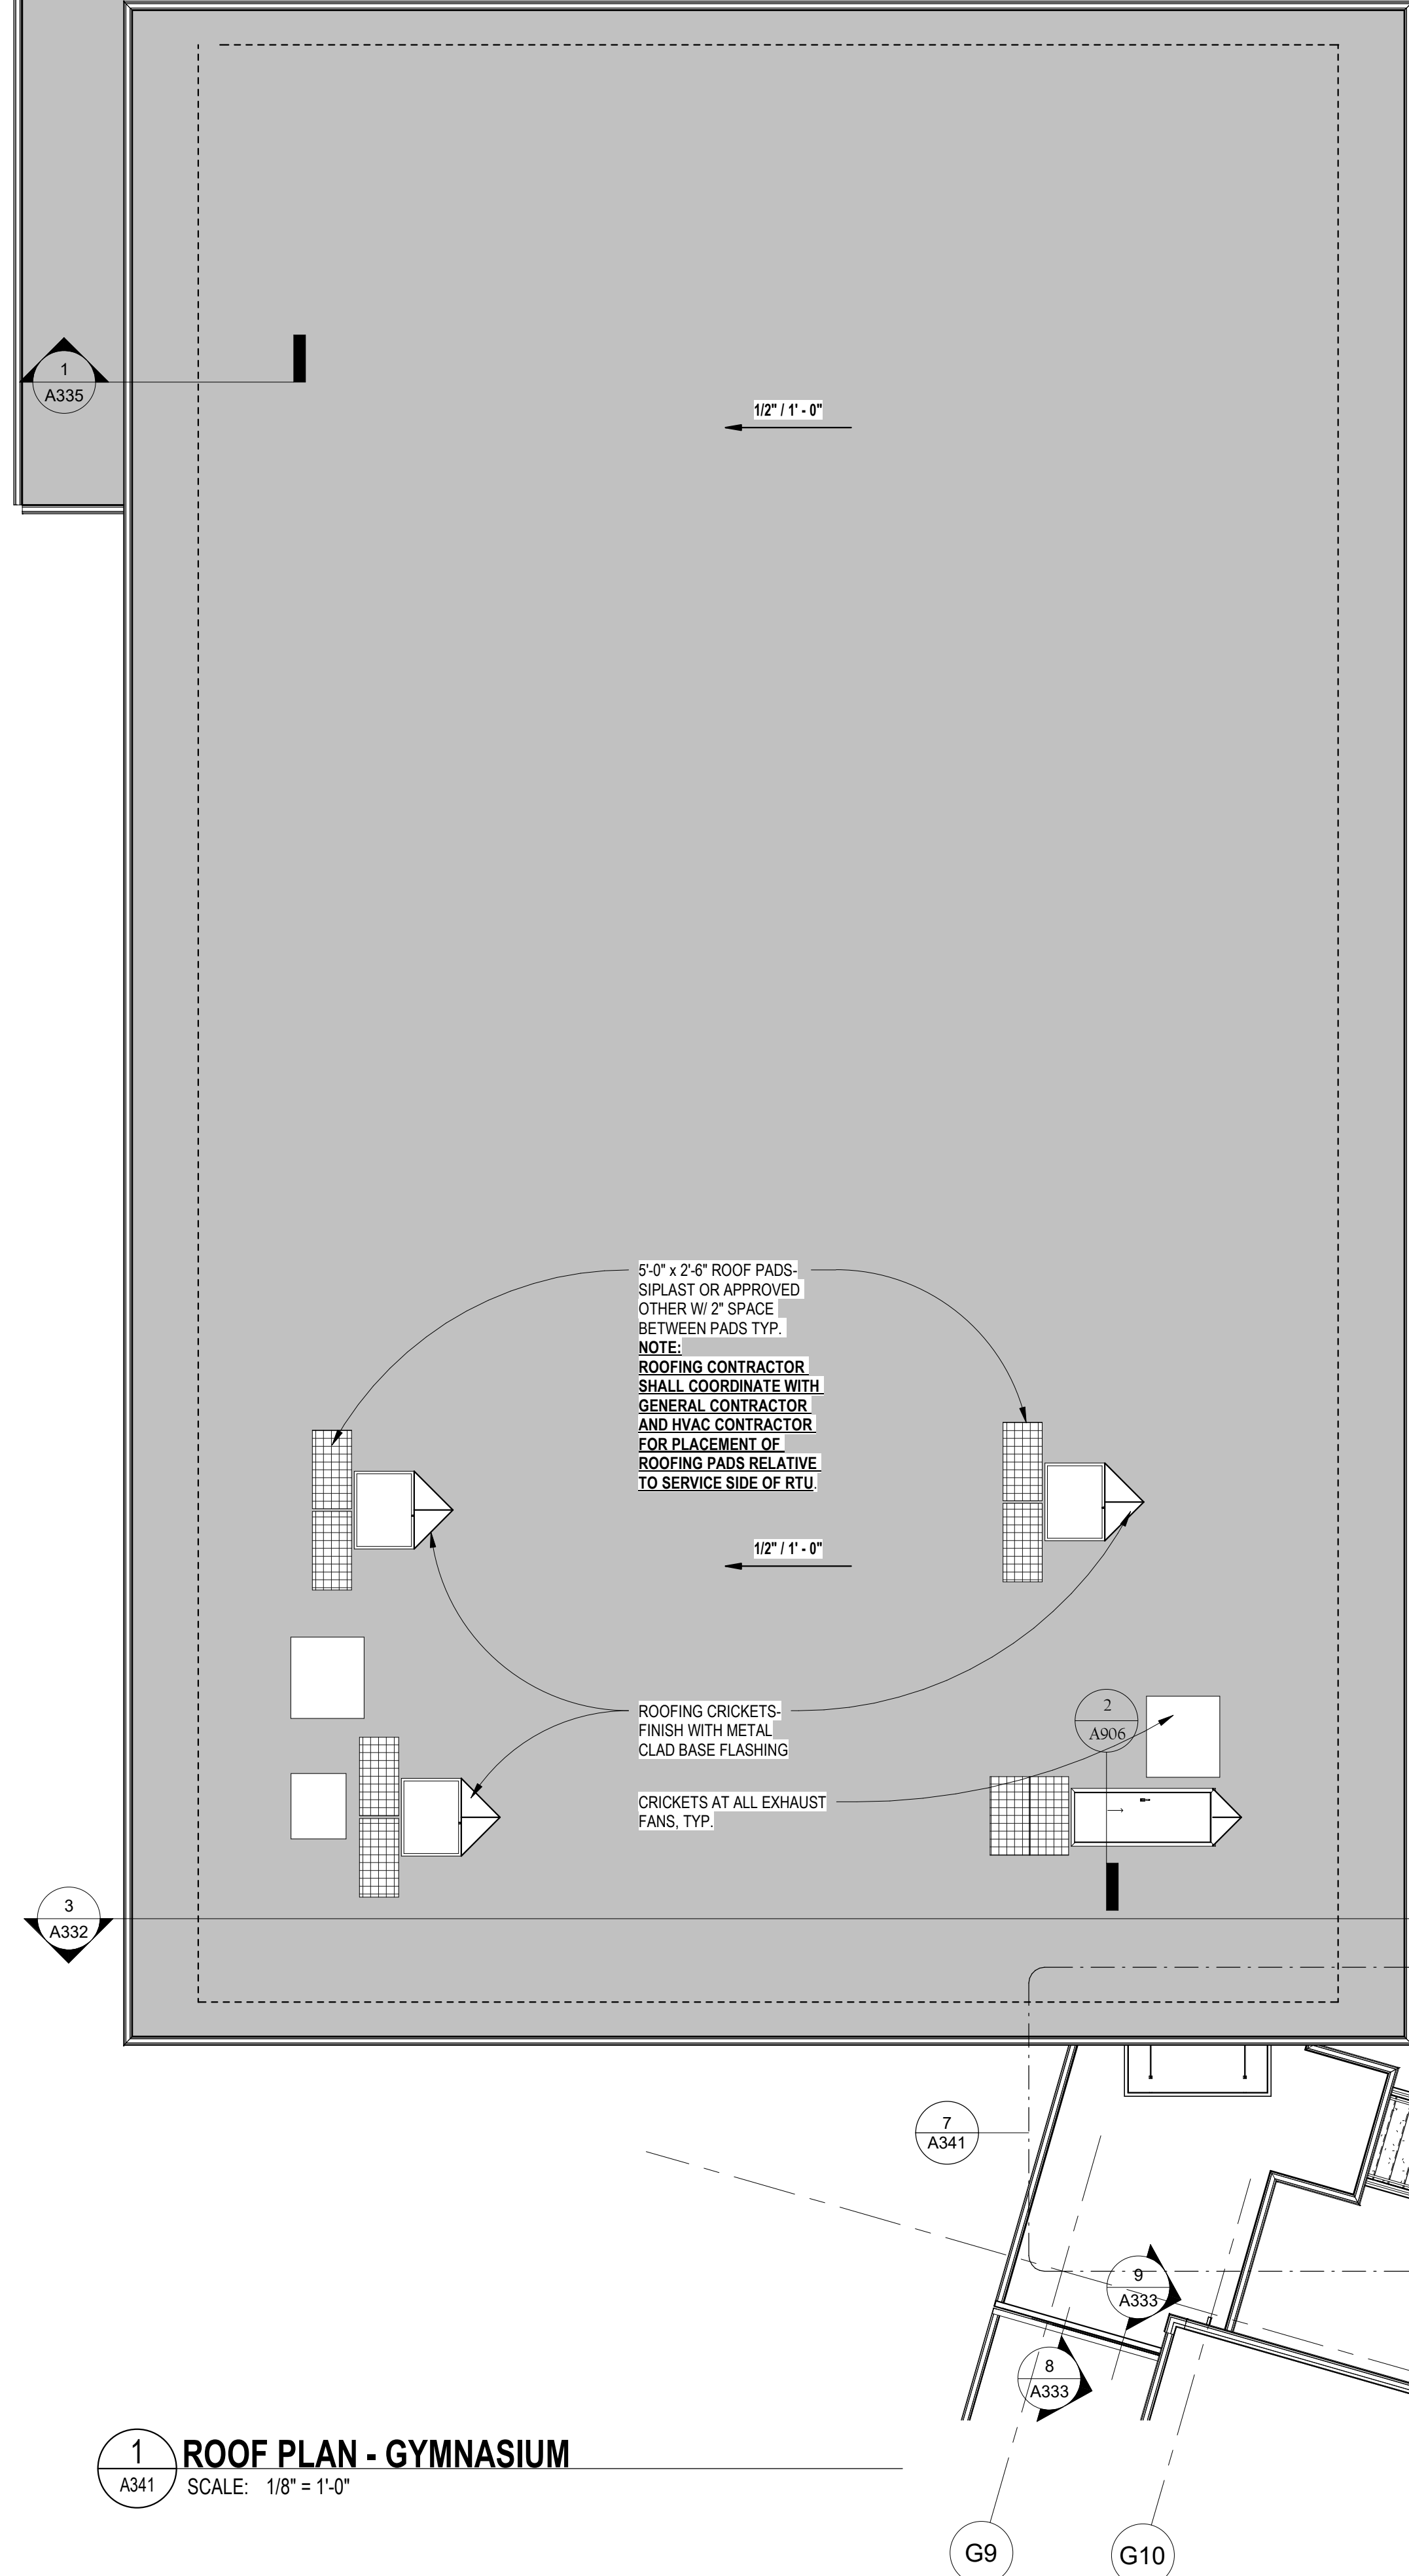 1
A335
1/2" / 1' - 0"
5'-0" x 2'-6" ROOF PADS-
SIPLAST OR APPROVED
OTHER W/ 2" SPACE
BETWEEN PADS TYP.
NOTE:
ROOFING CONTRACTOR
SHALL COORDINATE WITH
GENERAL CONTRACTOR
AND HVAC CONTRACTOR
FOR PLACEMENT OF
ROOFING PADS RELATIVE
TO SERVICE SIDE OF RTU.
1/2" / 1' - 0"
ROOFING CRICKETS-
FINISH WITH METAL
CLAD BASE FLASHING
2
A906
CRICKETS AT ALL EXHAUST
FANS, TYP.
3
A332
7
A341
9
A333
8
A333
1
A341
ROOF PLAN - GYMNASIUM
SCALE: 1/8" = 1'-0"
G9
G10